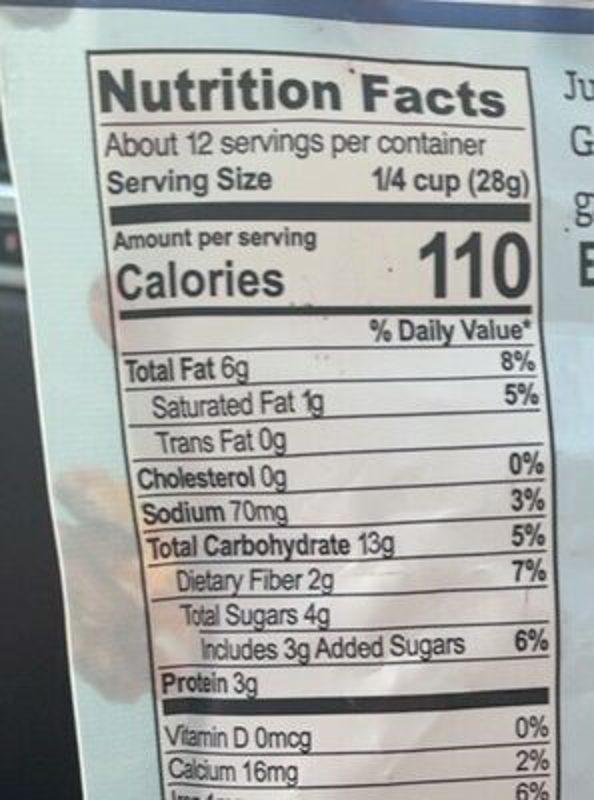 Nutrition Facts
About 12 servings per container
Serving Size 1/4 cup (28g)
Amount per serving
Calories 110
% Daily Value*
Total Fat 6g 8%
Saturated Fat 1g 5%
Trans Fat 0g
Cholesterol 0g 0%
Sodium 70mg 3%
Total Carbohydrate 13g 5%
Dietary Fiber 2g 7%
Total Sugars 4g
Includes 3g Added Sugars 6%
Protein 3g
Vitamin D 0mcg 0%
Calcium 16mg 2%
6%
Ju
G
g
E